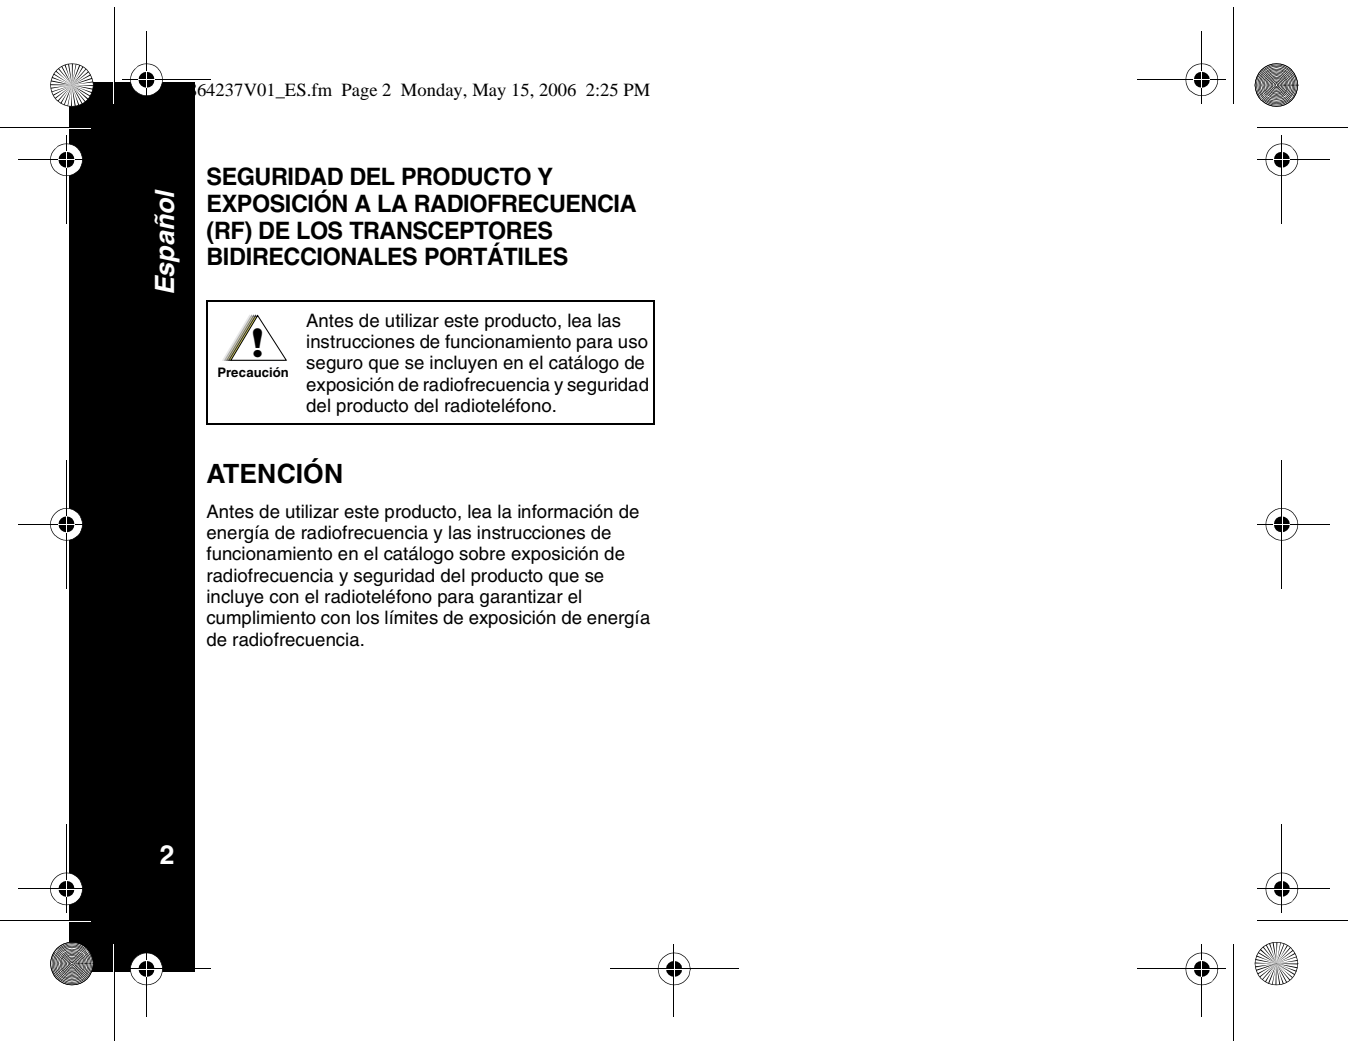 64237V01_ES.fm Page 2 Monday, May 15, 2006 2:25 PM
Español
SEGURIDAD DEL PRODUCTO Y
EXPOSICIÓN A LA RADIOFRECUENCIA
(RF) DE LOS TRANSCEPTORES
BIDIRECCIONALES PORTÁTILES
Antes de utilizar este producto, lea las
instrucciones de funcionamiento para uso
seguro que se incluyen en el catálogo de
exposición de radiofrecuencia y seguridad
del producto del radioteléfono.
!
Precaución
ATENCIÓN
Antes de utilizar este producto, lea la información de
energía de radiofrecuencia y las instrucciones de
funcionamiento en el catálogo sobre exposición de
radiofrecuencia y seguridad del producto que se
incluye con el radioteléfono para garantizar el
cumplimiento con los límites de exposición de energía
de radiofrecuencia.
2